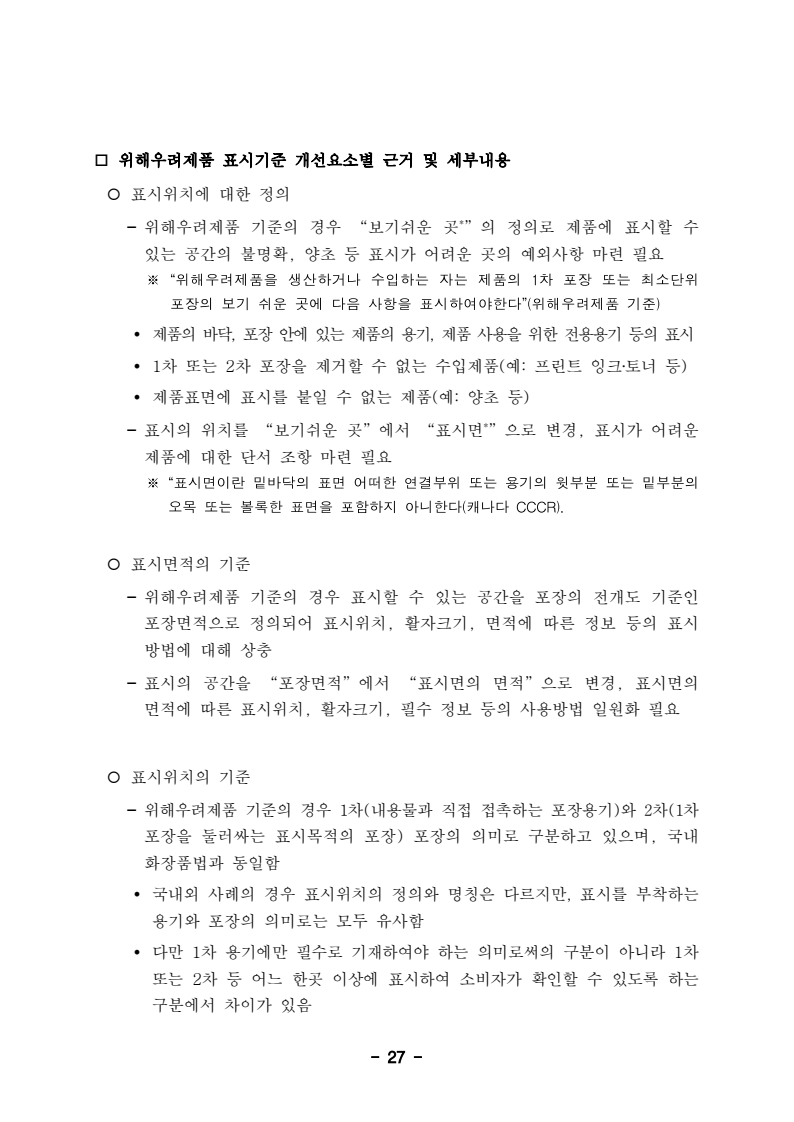 □ 위해우려제품 표시기준 개선요소별 근거 및 세부내용
○ 표시위치에 대한 정의
- 위해우려제품 기준의 경우 “보기쉬운 곳*”의 정의로 제품에 표시할 수
있는 공간의 불명확, 양초 등 표시가 어려운 곳의 예외사항 마련 필요
※ “위해우려제품을 생산하거나 수입하는 자는 제품의 1차 포장 또는 최소단위
포장의 보기 쉬운 곳에 다음 사항을 표시하여야한다”(위해우려제품 기준)
• 제품의 바닥, 포장 안에 있는 제품의 용기, 제품 사용을 위한 전용용기 등의 표시
• 1차 또는 2차 포장을 제거할 수 없는 수입제품(예: 프린트 잉크·토너 등)
• 제품표면에 표시를 붙일 수 없는 제품(예: 양초 등)
- 표시의 위치를 “보기쉬운 곳”에서 “표시면*”으로 변경, 표시가 어려운
제품에 대한 단서 조항 마련 필요
※ “표시면이란 밑바닥의 표면 어떠한 연결부위 또는 용기의 윗부분 또는 밑부분의
오목 또는 볼록한 표면을 포함하지 아니한다(캐나다 CCCR).
○ 표시면적의 기준
- 위해우려제품 기준의 경우 표시할 수 있는 공간을 포장의 전개도 기준인
포장면적으로 정의되어 표시위치, 활자크기, 면적에 따른 정보 등의 표시
방법에 대해 상충
- 표시의 공간을 “포장면적”에서 “표시면의 면적”으로 변경, 표시면의
면적에 따른 표시위치, 활자크기, 필수 정보 등의 사용방법 일원화 필요
○ 표시위치의 기준
- 위해우려제품 기준의 경우 1차(내용물과 직접 접촉하는 포장용기)와 2차(1차
포장을 둘러싸는 표시목적의 포장) 포장의 의미로 구분하고 있으며, 국내
화장품법과 동일함
• 국내외 사례의 경우 표시위치의 정의와 명칭은 다르지만, 표시를 부착하는
용기와 포장의 의미로는 모두 유사함
• 다만 1차 용기에만 필수로 기재하여야 하는 의미로써의 구분이 아니라 1차
또는 2차 등 어느 한곳 이상에 표시하여 소비자가 확인할 수 있도록 하는
구분에서 차이가 있음
- 27 -